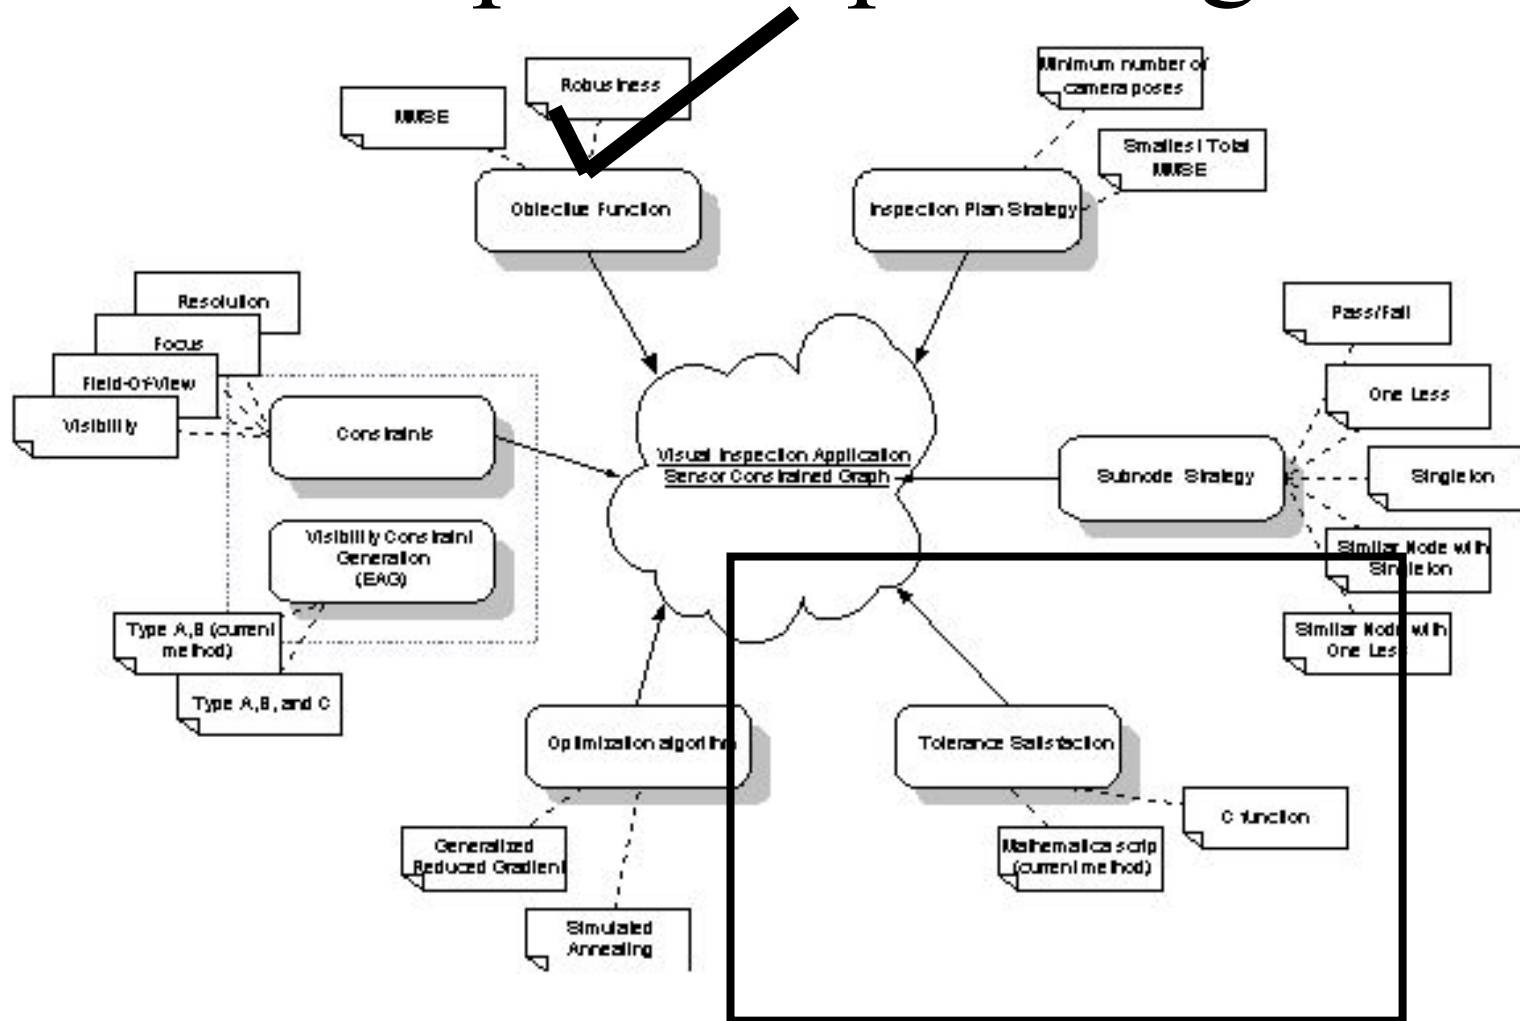 Robustness
MMSE
Minimum number of
camera poses
Smallest Total
MMSE
Objective Function
Inspection Plan Strategy
Resolution
Focus
Field-Of-View
Visibility
Pass/Fail
One Less
Singleton
Similar Node with
Singleton
Similar Node with
One Less
Constraints
Visual Inspection Application
Sensor Constrained Graph
Subnode Strategy
Visibility Constraint
Generation
(EAG)
Type A,B (current
method)
Type A,B, and C
Optimization algorithm
Tolerance Satisfaction
Generalized
Reduced Gradient
Simulated
Annealing
Mathematica scrip
(current method)
C function